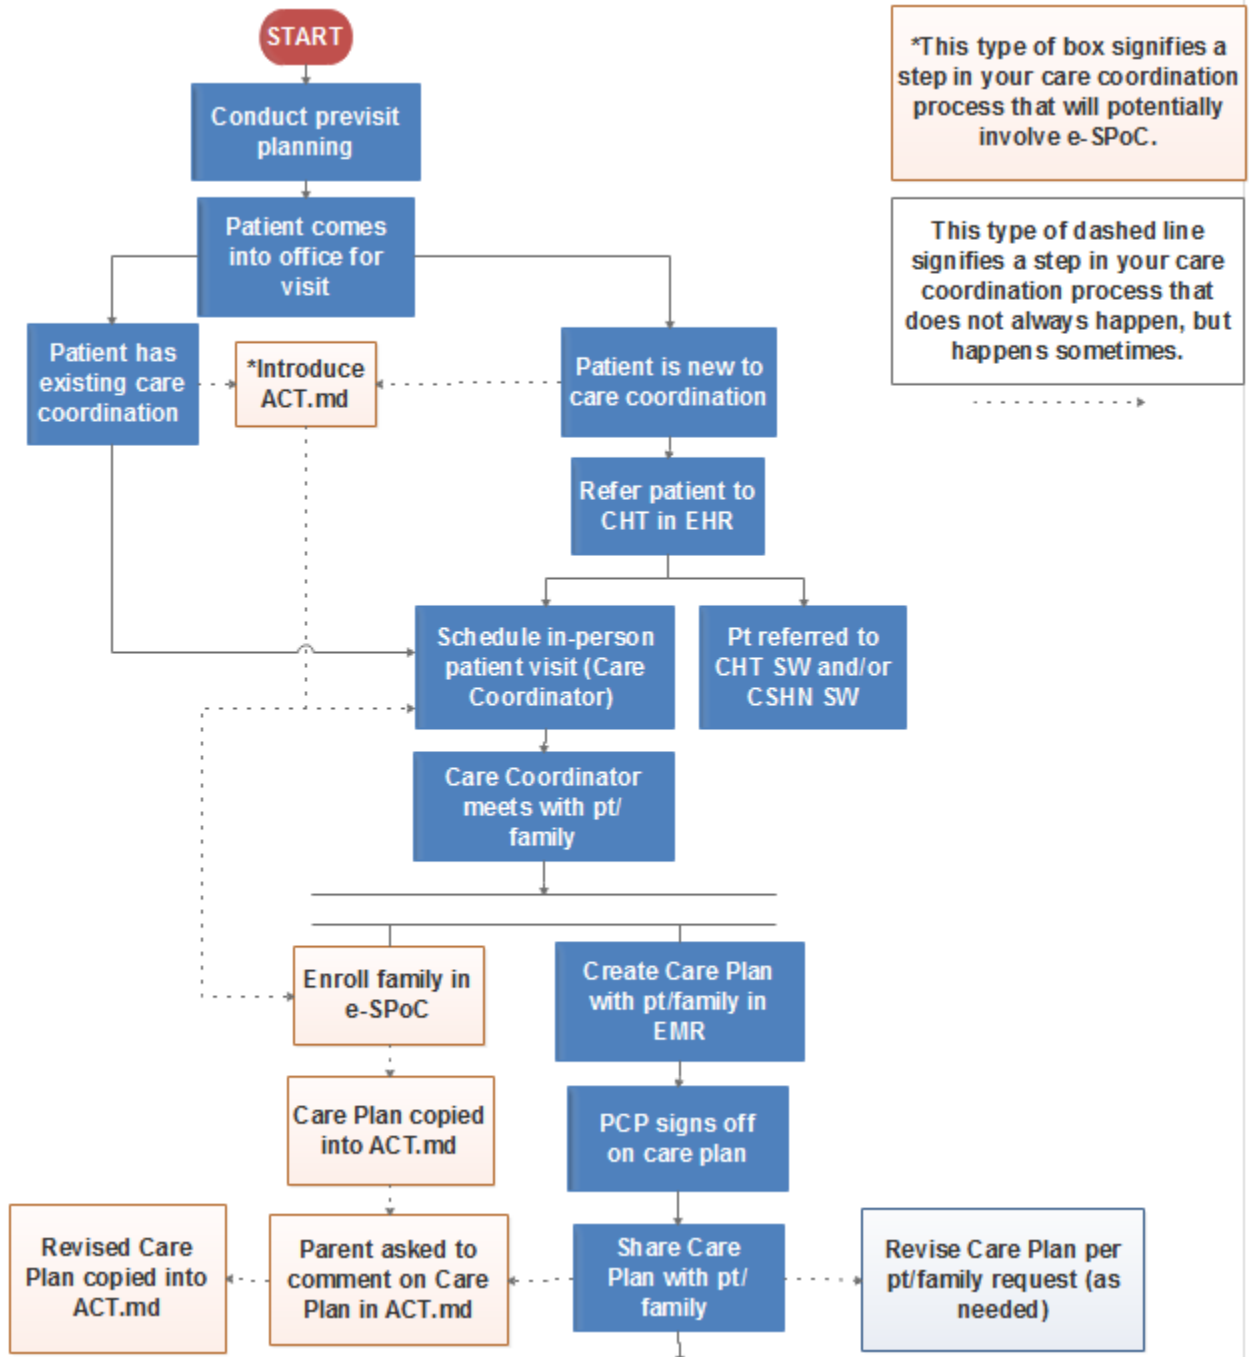 START
*This type of box signifies a
step in your care coordination
process that will potentially
involve e-SPoC.
Conduct previsit
planning
Patient comes
into office for
visit
This type of dashed line
signifies a step in your care
coordination process that
does not always happen, but
happens sometimes.
Patient has
existing care
coordination
*Introduce
ACT.md
Patient is new to
care coordination
Refer patient to
CHT in EHR
Schedule in-person
patient visit (Care
Coordinator)
Pt referred to
CHT SW and/or
CSHN SW
Care Coordinator
meets with pt/
family
Enroll family in
e-SPoC
Create Care Plan
with pt/family in
EMR
Care Plan copied
into ACT.md
PCP signs off
on care plan
Revised Care
Plan copied into
ACT.md
Parent asked to
comment on Care
Plan in ACT.md
Share Care
Plan with pt/
family
Revise Care Plan per
pt/family request (as
needed)